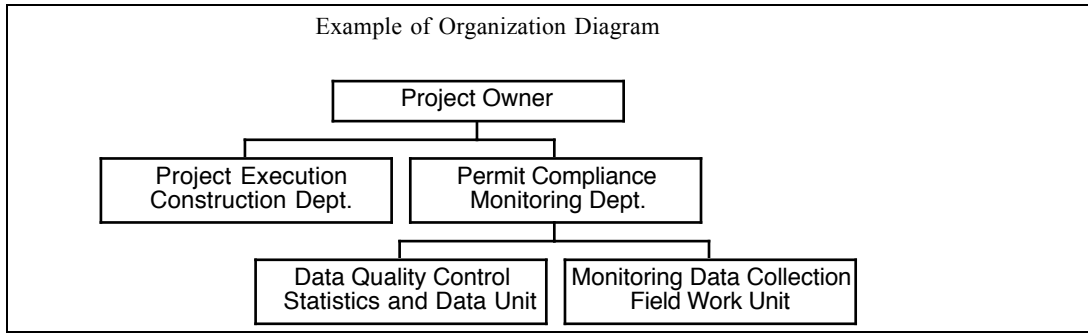 Example of Organization Diagram
Project Owner
Project Execution
Construction Dept.
Permit Compliance
Monitoring Dept.
Data Quality Control
Statistics and Data Unit
Monitoring Data Collection
Field Work Unit